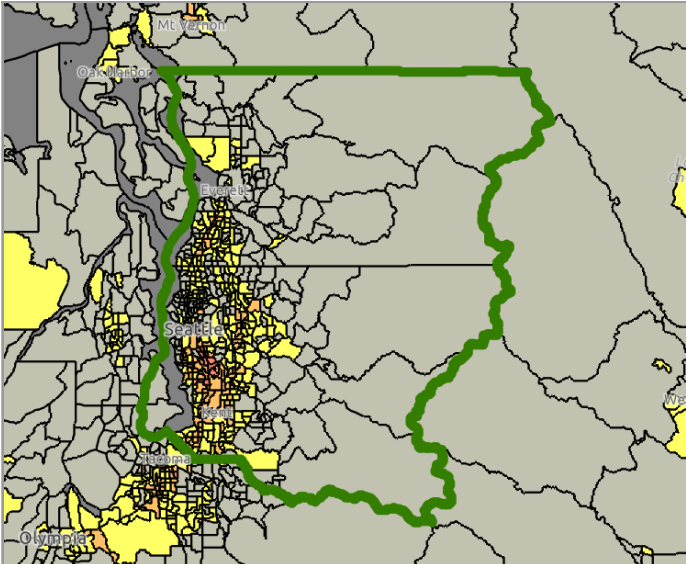 Mt Vernon
Oak Harbor
Everett
Seattle
Kent
Tacoma
Olympia